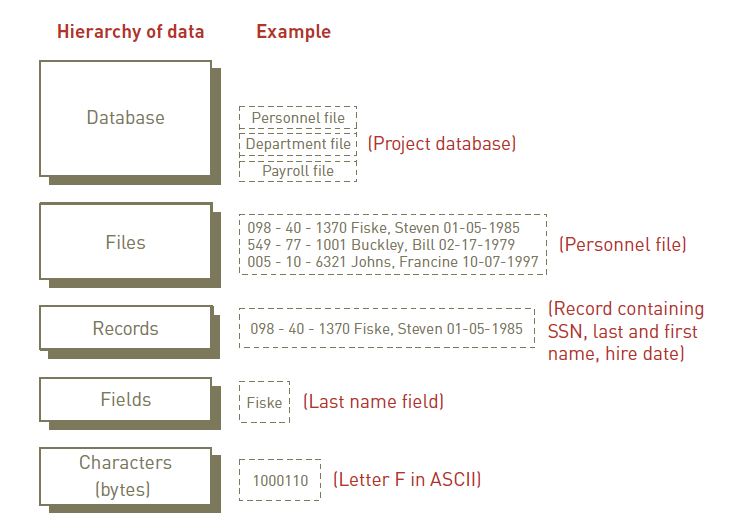 Hierarchy of data
Example
Database
Personnel file
Department file
Payroll file
(Project database)
Files
098 - 40 - 1370 Fiske, Steven 01-05-1985
549 - 77 - 1001 Buckley, Bill 02-17-1979
005 - 10 - 6321 Johns, Francine 10-07-1997
(Personnel file)
Records
098 - 40 - 1370 Fiske, Steven 01-05-1985
(Record containing
SSN, last and first
name, hire date)
Fields
Fiske
(Last name field)
Characters
(bytes)
1000110
(Letter F in ASCII)